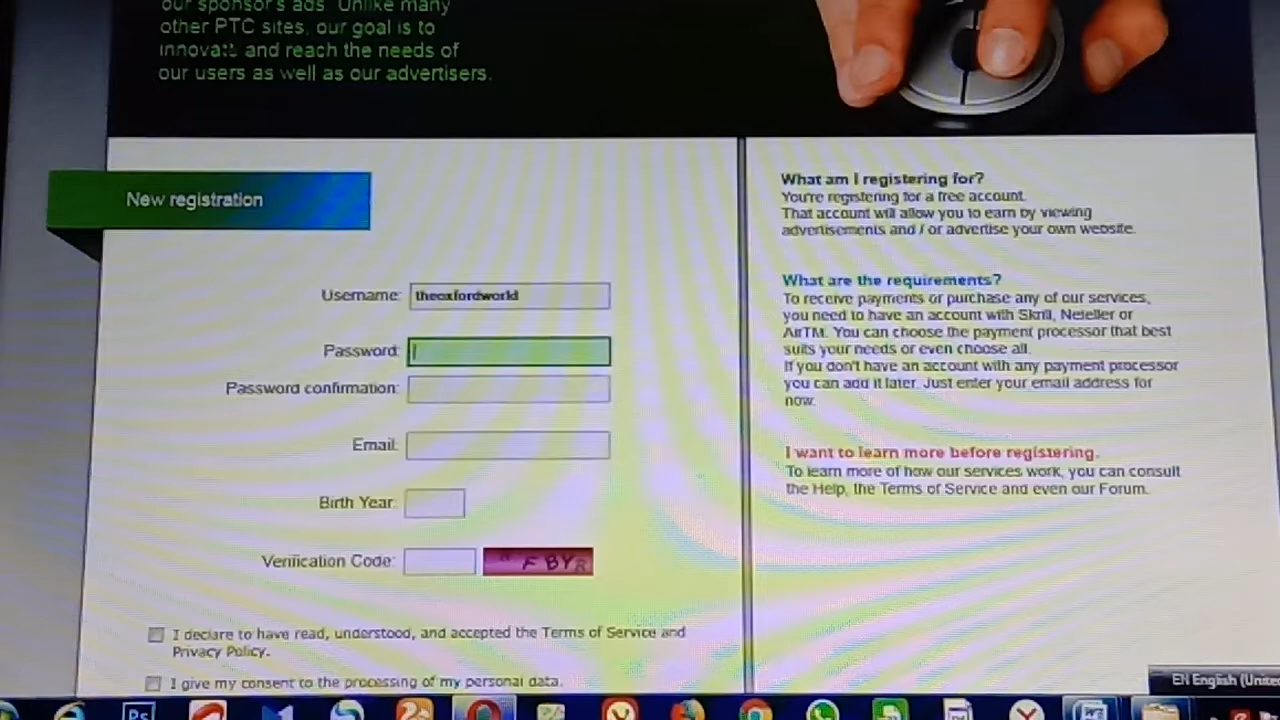 our sponsor's ads. Unlike many
other PTC sites, our goal is to
innovate and reach the needs of
our users as well as our advertisers.
New registration
Username: theoxfordworld
Password:
Password confirmation:
Email:
Birth Year:
Verification Code: FBYR
I declare to have read, understood, and accepted the Terms of Service and
Privacy Policy.
I give my consent to the processing of my personal data.
What am I registering for?
You're registering for a free account.
That account will allow you to earn by viewing
advertisements and / or advertise your own website.
What are the requirements?
To receive payments or purchase any of our services,
you need to have an account with Skrill, Neteller or
AirTM. You can choose the payment processor that best
suits your needs or even choose all.
If you don't have an account with any payment processor
you can add it later. Just enter your email address for
now.
I want to learn more before registering.
To learn more of how our services work, you can consult
the Help, the Terms of Service and even our Forum.
EN English (United
Ps